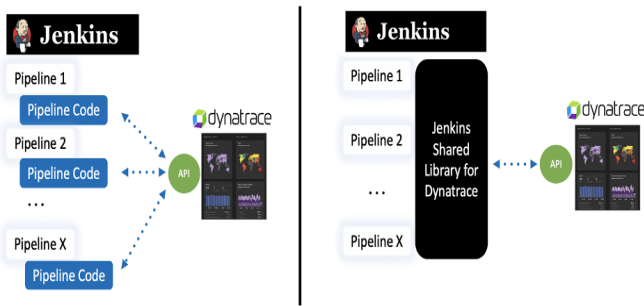 Jenkins
Pipeline 1
Pipeline Code
Pipeline 2
Pipeline Code
...
Pipeline X
Pipeline Code
API
dynatrace
Jenkins
Pipeline 1
Pipeline 2
...
Pipeline X
Jenkins
Shared
Library for
Dynatrace
API
dynatrace